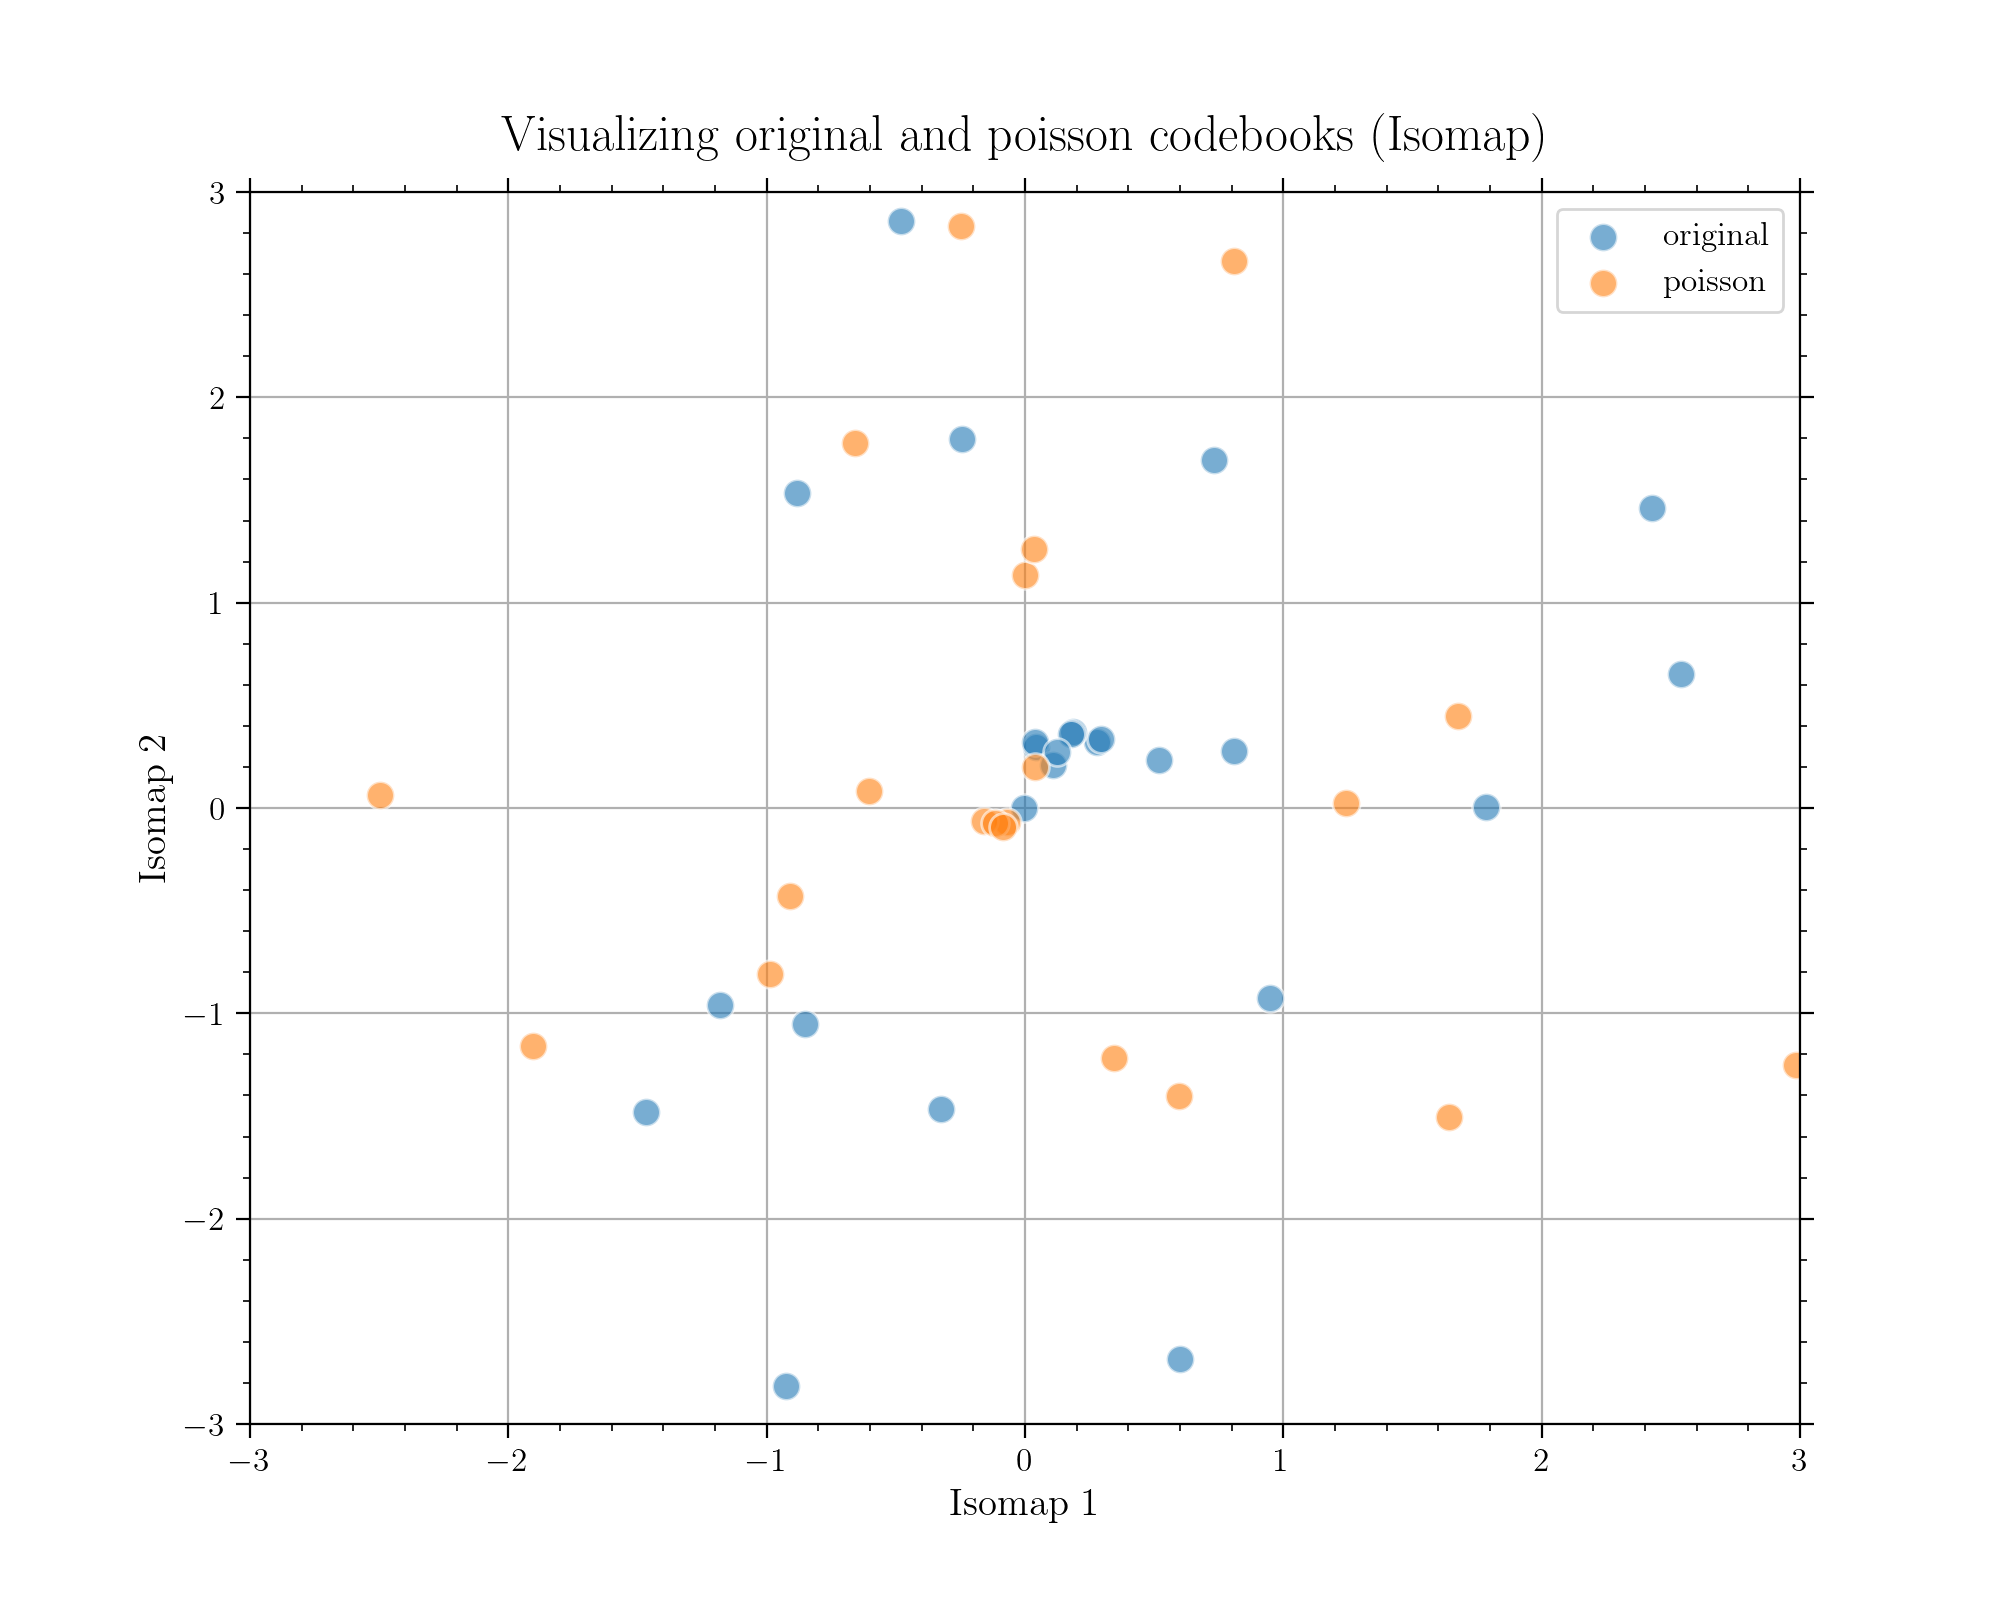 Visualizing original and poisson codebooks (Isomap)
original
poisson
3
2
1
0
−1
−2
−3
Isomap 2
−3
−2
−1
0
1
2
3
Isomap 1